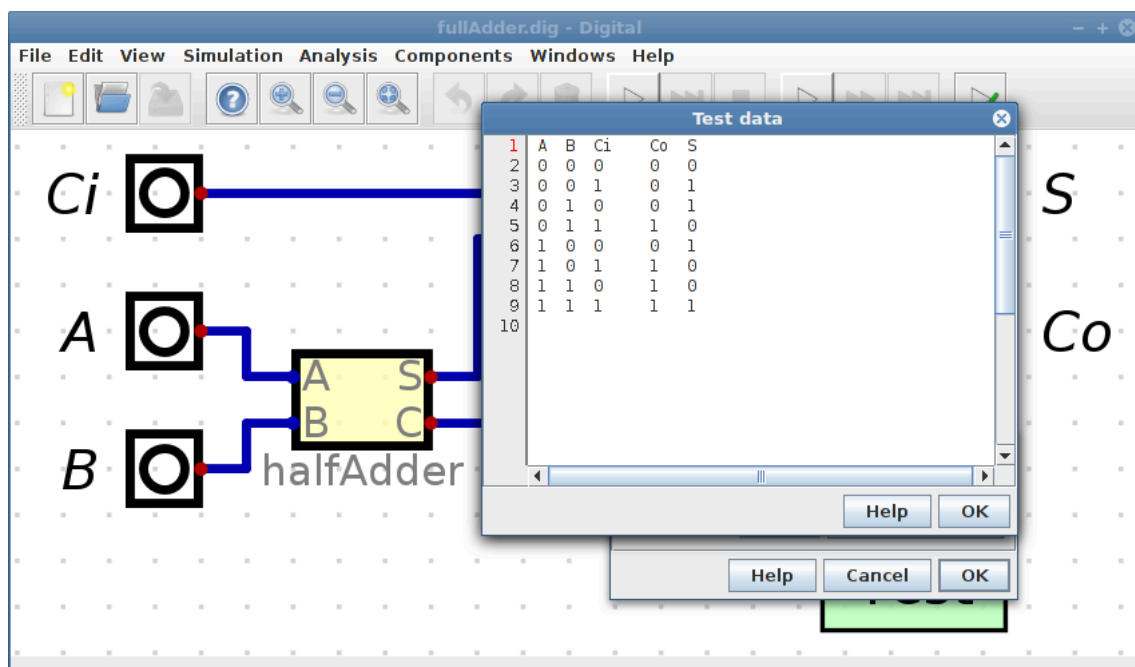 fullAdder.dig - Digital
File Edit View Simulation Analysis Components Windows Help
Test data
1 A B Ci Co S
2 0 0 0 0 0
3 0 0 1 0 1
4 0 1 0 0 1
5 0 1 1 1 0
6 1 0 0 0 1
7 1 0 1 1 0
8 1 1 0 1 0
9 1 1 1 1 1
10
Ci
S
A
Co
A S
B C
B
halfAdder
Help OK
Help Cancel OK
Test